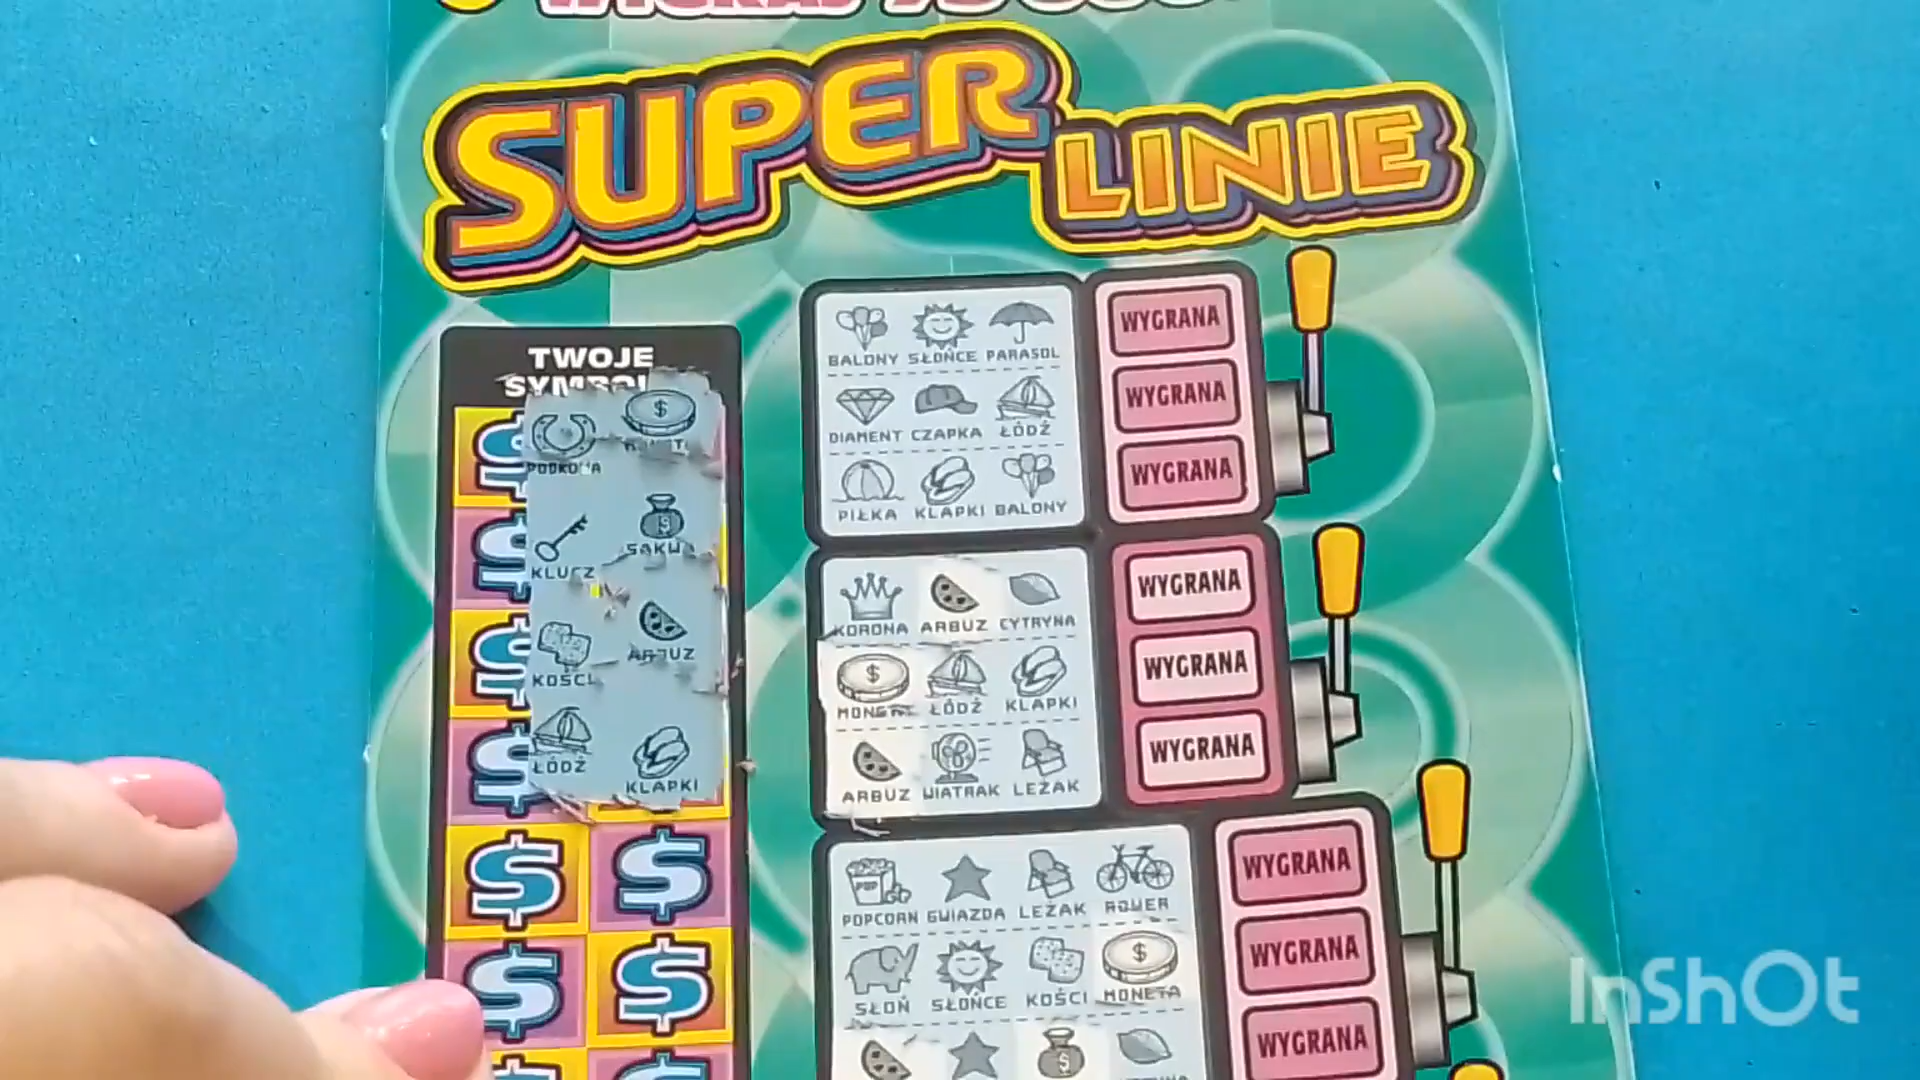 SUPER
LINIE
TWOJE
PODKOWA
KLUCZ
SAKWA
KOŚCI
ARBUZ
ŁÓDŹ
KLAPKI
$ $
$ $
BALONY SŁOŃCE PARASOL
DIAMENT CZAPKA ŁÓDŹ
PIŁKA KLAPKI BALONY
WYGRANA
WYGRANA
WYGRANA
KORONA ARBUZ CYTRYNA
MONETA ŁÓDŹ KLAPKI
ARBUZ WIATRAK LEŻAK
WYGRANA
WYGRANA
WYGRANA
POPCORN GWIAZDA LEŻAK ROWER
SŁOŃ SŁOŃCE KOŚCI MONETA
WYGRANA
WYGRANA
WYGRANA
InShOt